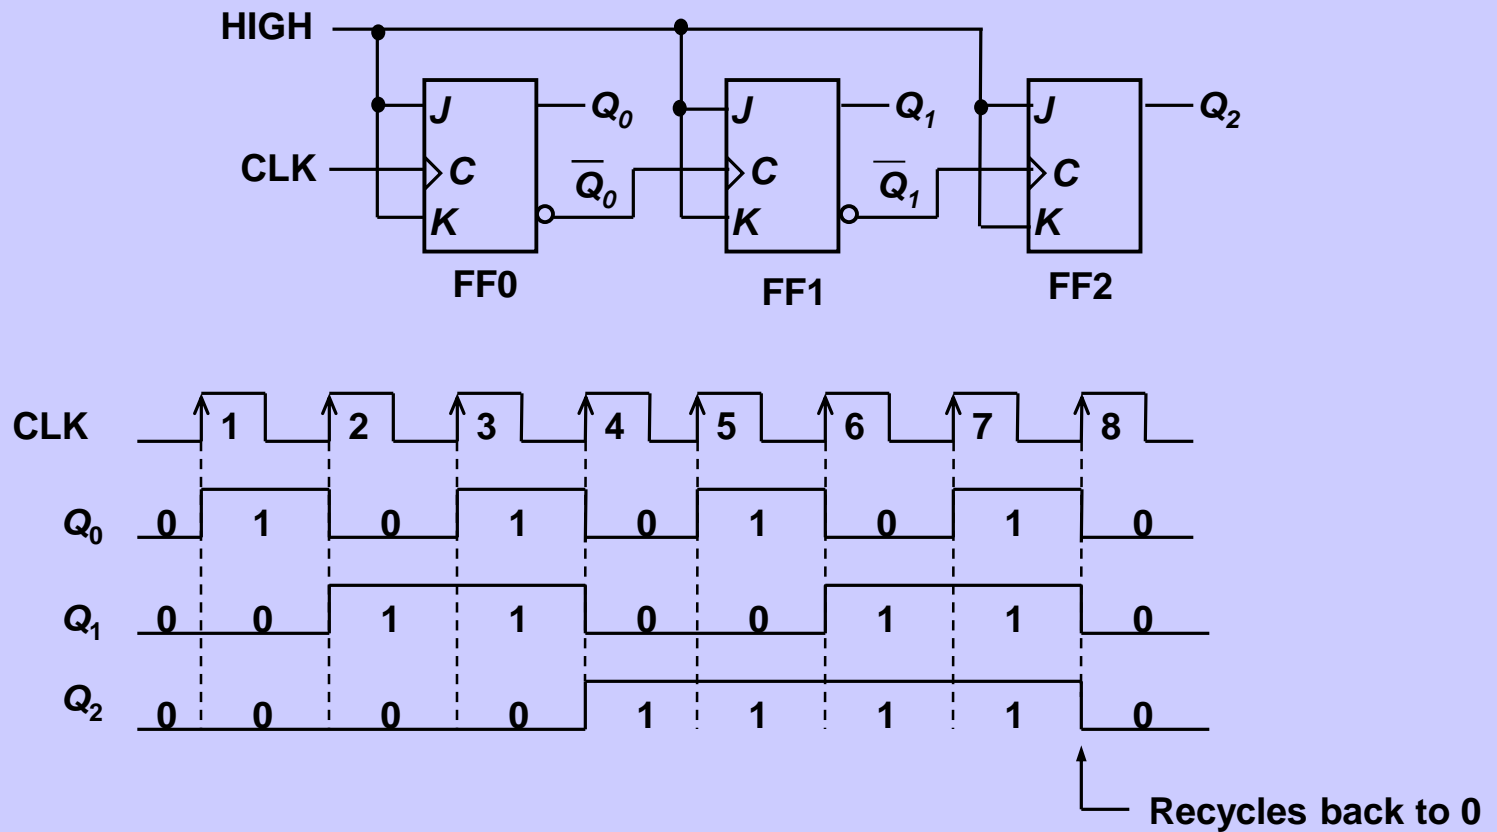 HIGH
J Q0 J Q1 J Q2
CLK C Q̅0 C Q̅1 C
K K K
FF0 FF1 FF2
CLK 1 2 3 4 5 6 7 8
Q0 0 1 0 1 0 1 0 1 0
Q1 0 0 1 1 0 0 1 1 0
Q2 0 0 0 0 1 1 1 1 0
Recycles back to 0